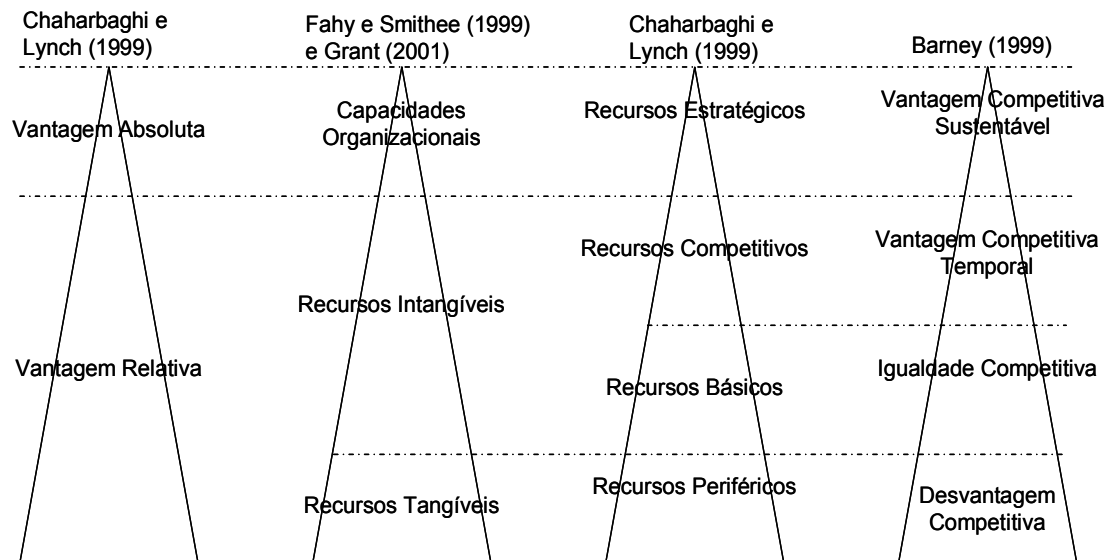 Chaharbaghi e
Lynch (1999)
Fahy e Smithee (1999)
e Grant (2001)
Chaharbaghi e
Lynch (1999)
Barney (1999)
Vantagem Absoluta
Capacidades
Organizacionais
Recursos Estratégicos
Vantagem Competitiva
Sustentável
Recursos Competitivos
Vantagem Competitiva
Temporal
Recursos Intangíveis
Vantagem Relativa
Recursos Básicos
Igualdade Competitiva
Recursos Tangíveis
Recursos Periféricos
Desvantagem
Competitiva